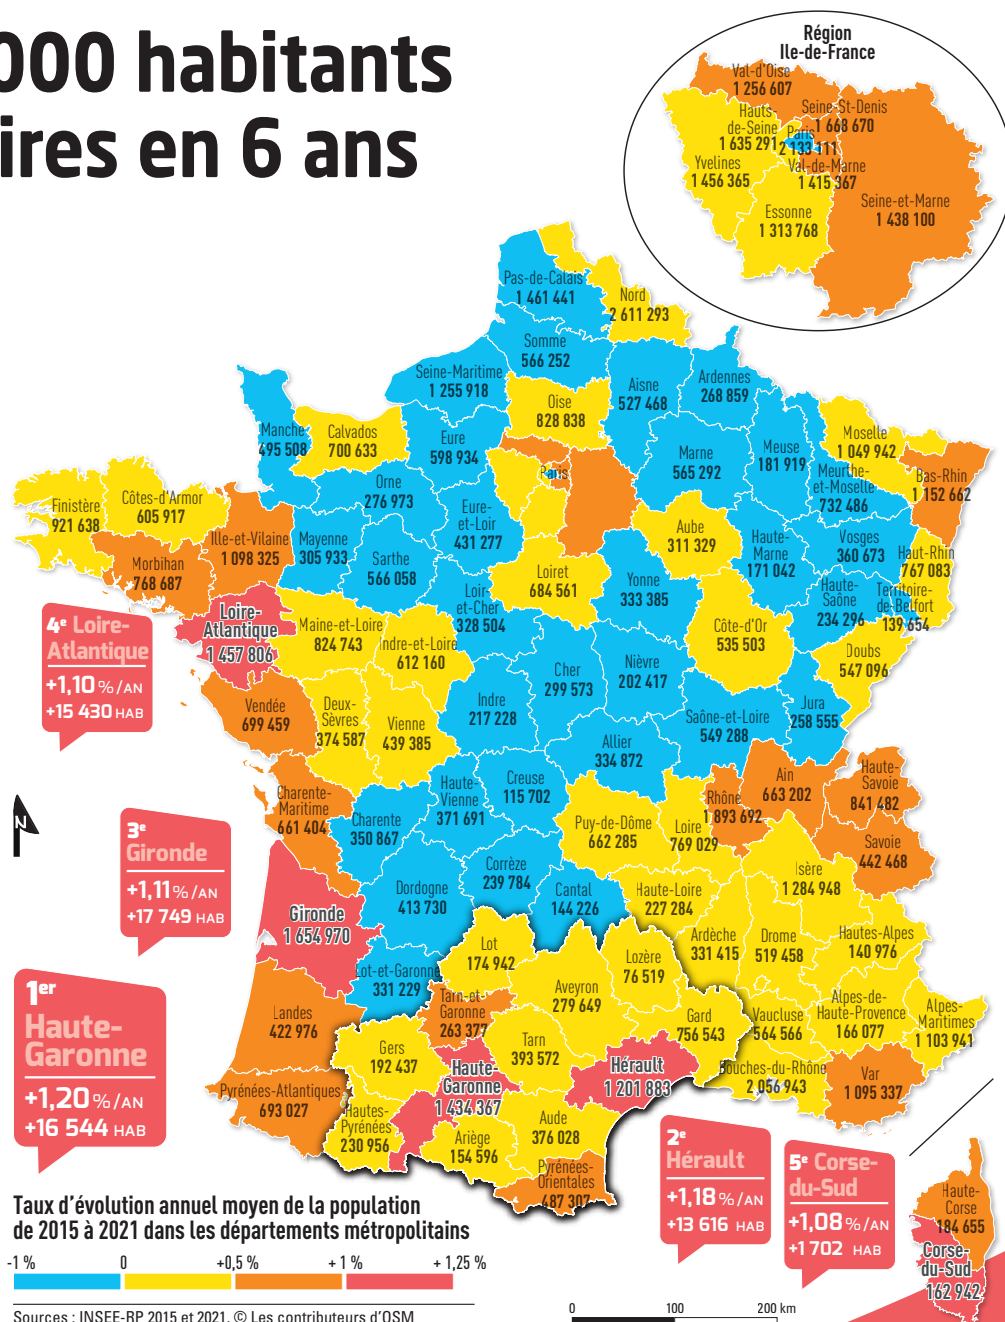 000 habitants
ires en 6 ans
Région
Ile-de-France
Val-d'Oise
1 256 607
Seine-St-Denis
1 668 670
Hauts-
de-Seine
1 635 291
Paris
2 133 111
Val-de-Marne
1 415 367
Yvelines
1 456 365
Essonne
1 313 768
Seine-et-Marne
1 438 100
Pas-de-Calais
1 461 441
Nord
2 611 293
Somme
566 252
Seine-Maritime
1 255 918
Oise
828 838
Aisne
527 468
Ardennes
268 859
Manche
495 508
Calvados
700 633
Eure
598 934
Paris
Marne
565 292
Meuse
181 919
Moselle
1 049 942
Meurthe-
et-Moselle
732 486
Bas-Rhin
1 152 662
Finistère
921 638
Côtes-d'Armor
605 917
Orne
276 973
Eure-
et-Loir
431 277
Ille-et-Vilaine
1 098 325
Mayenne
305 933
Sarthe
566 058
Morbihan
768 687
Loiret
684 561
Aube
311 329
Yonne
333 385
Haute-
Marne
171 042
Vosges
360 673
Haut-Rhin
767 083
Haute-
Saône
234 296
Territoire-
de-Belfort
139 654
Loir-
et-Cher
328 504
Loire-
Atlantique
1 457 806
4e Loire-
Atlantique
+1,10 %/AN
+15 430 HAB
Maine-et-Loire
824 743
Indre-et-Loire
612 160
Côte-d'Or
535 503
Doubs
547 096
Cher
299 573
Nièvre
202 417
Indre
217 228
Vendée
699 459
Deux-
Sèvres
374 587
Vienne
439 385
Saône-et-Loire
549 288
Jura
258 555
Allier
334 872
Charente-
Maritime
661 404
Charente
350 867
Haute-
Vienne
371 691
Creuse
115 702
Puy-de-Dôme
662 285
Loire
769 029
Rhône
1 893 692
Ain
663 202
Haute-
Savoie
841 482
Savoie
442 468
N
3e
Gironde
+1,11 %/AN
+17 749 HAB
Gironde
1 654 970
Dordogne
413 730
Corrèze
239 784
Cantal
144 226
Haute-Loire
227 284
Isère
1 284 948
Ardèche
331 415
Drome
519 458
Hautes-Alpes
140 976
Lot-et-Garonne
331 229
Lot
174 942
Aveyron
279 649
Lozère
76 519
Gard
756 543
Vaucluse
564 566
Alpes-de-
Haute-Provence
166 077
Alpes-
Maritimes
1 103 941
1er
Haute-
Garonne
+1,20 %/AN
+16 544 HAB
Landes
422 976
Tarn-et-
Garonne
263 377
Gers
192 437
Tarn
393 572
Haute-
Garonne
1 434 367
Hérault
1 201 883
Bouches-du-Rhône
2 056 943
Var
1 095 337
Pyrénées-Atlantiques
693 027
Hautes-
Pyrénées
230 956
Ariège
154 596
Aude
376 028
Pyrénées-
Orientales
487 307
2e
Hérault
+1,18 %/AN
+13 616 HAB
5e Corse-
du-Sud
+1,08 %/AN
+1 702 HAB
Haute-
Corse
184 655
Corse-
du-Sud
162 942
Taux d'évolution annuel moyen de la population
de 2015 à 2021 dans les départements métropolitains
-1 % 0 +0,5 % + 1 % + 1,25 %
Sources : INSEE-RP 2015 et 2021. © Les contributeurs d'OSM
0 100 200 km